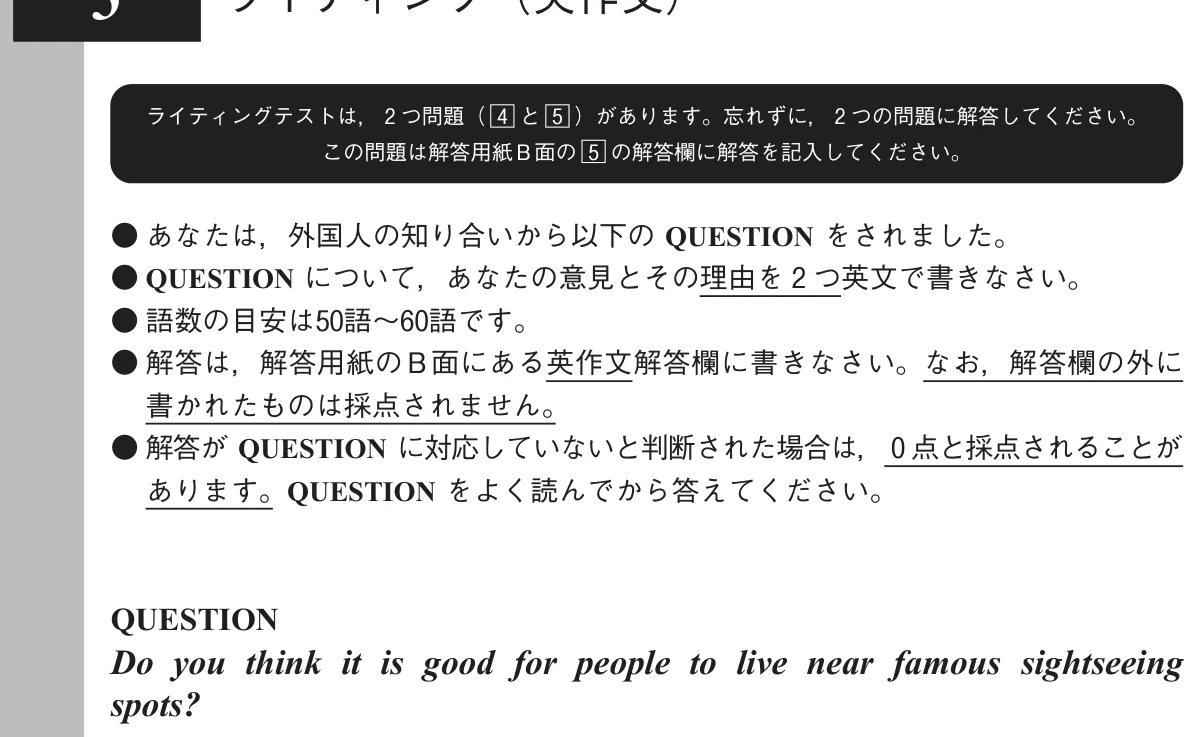 5 ライティング（英作文）
ライティングテストは，２つ問題（4と5）があります。忘れずに，２つの問題に解答してください。
この問題は解答用紙Ｂ面の5の解答欄に解答を記入してください。
● あなたは，外国人の知り合いから以下の QUESTION をされました。
● QUESTION について，あなたの意見とその理由を２つ英文で書きなさい。
● 語数の目安は50語～60語です。
● 解答は，解答用紙のＢ面にある英作文解答欄に書きなさい。なお，解答欄の外に
書かれたものは採点されません。
● 解答が QUESTION に対応していないと判断された場合は，０点と採点されることが
あります。QUESTION をよく読んでから答えてください。
QUESTION
Do you think it is good for people to live near famous sightseeing
spots?